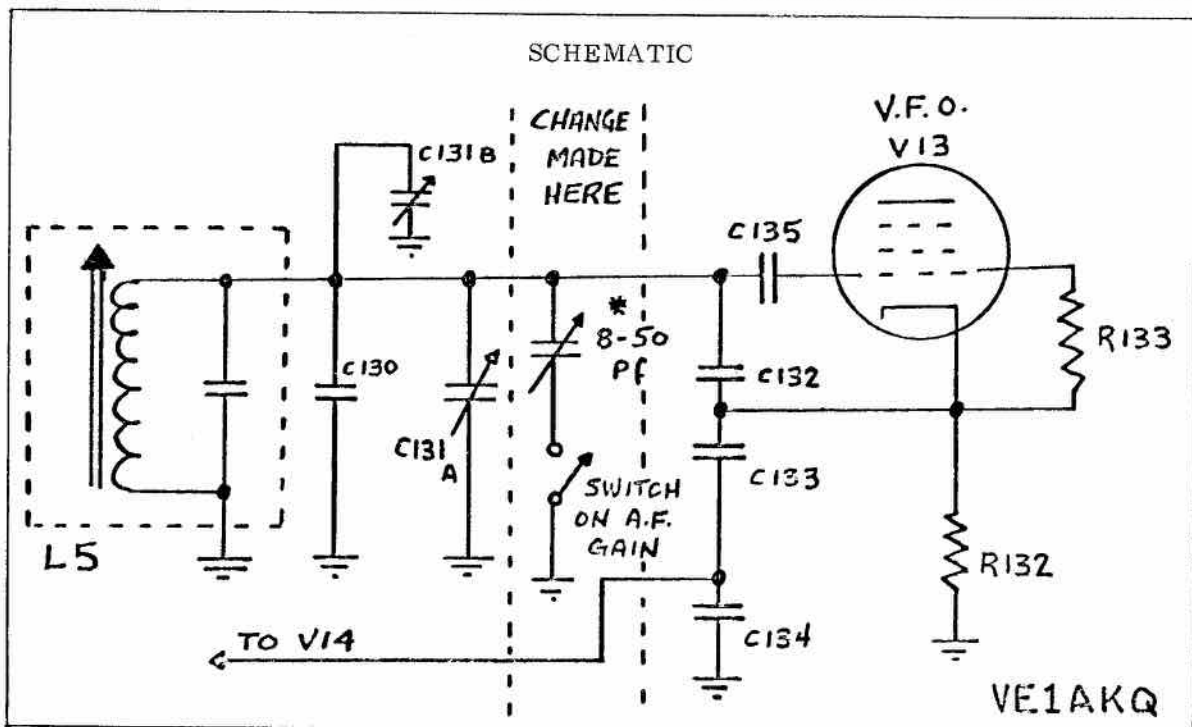 SCHEMATIC
CHANGE
MADE
HERE
V.F.O.
V13
C131B
C135
*
8-50
Pf
R133
C130
C132
C131
A
C133
SWITCH
ON A.F.
GAIN
L5
R132
TO V14
C134
VE1AKQ